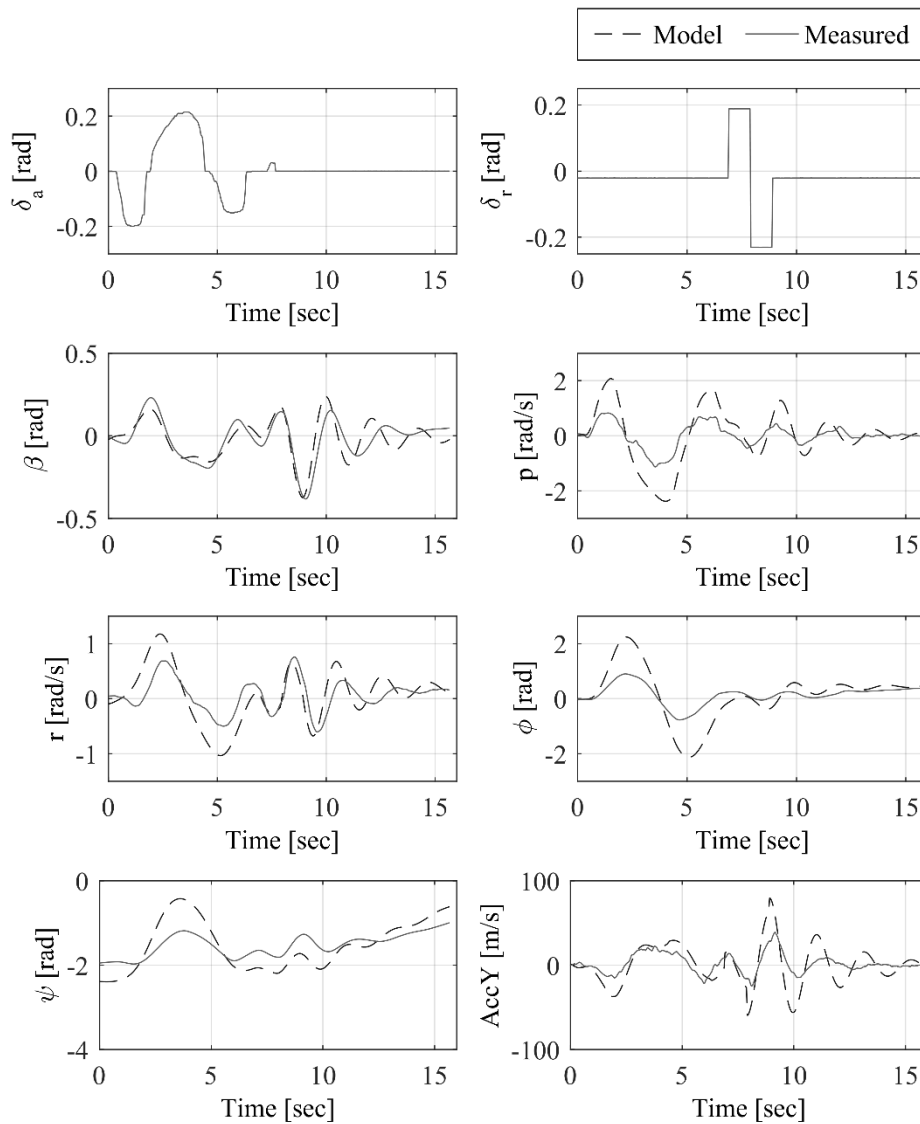 Model Measured
0.2
0
-0.2
δ_a [rad]
0 5 10 15
Time [sec]
0.2
0
-0.2
δ_r [rad]
0 5 10 15
Time [sec]
0.5
0
-0.5
β [rad]
0 5 10 15
Time [sec]
2
0
-2
p [rad/s]
0 5 10 15
Time [sec]
1
0
-1
r [rad/s]
0 5 10 15
Time [sec]
2
0
-2
ϕ [rad]
0 5 10 15
Time [sec]
0
-2
-4
ψ [rad]
0 5 10 15
Time [sec]
100
0
-100
AccY [m/s]
0 5 10 15
Time [sec]